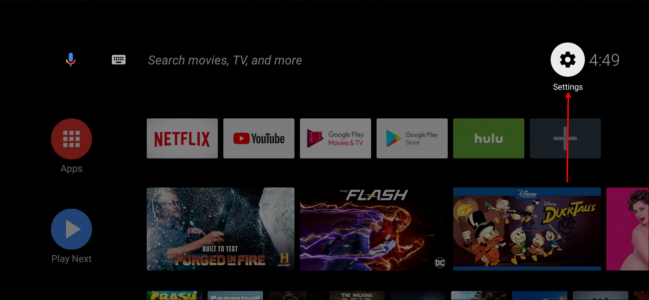 Search movies, TV, and more
4:49
Settings
NETFLIX
YouTube
Google Play
Movies & TV
Google Play
Store
hulu
Apps
BUILT TO TEST
FORGED IN FIRE
H
HISTORY
THE
FLASH
DC
Disney
DUCKTALES
Play Next